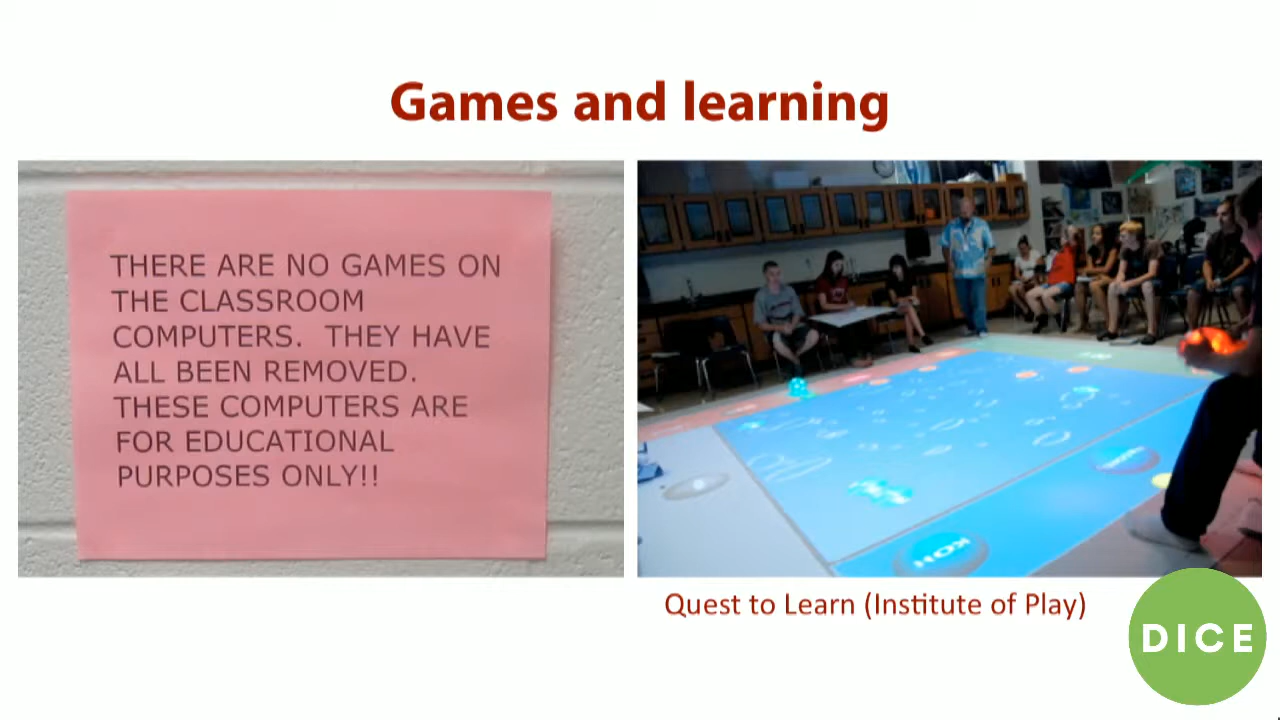 Games and learning
THERE ARE NO GAMES ON
THE CLASSROOM
COMPUTERS. THEY HAVE
ALL BEEN REMOVED.
THESE COMPUTERS ARE
FOR EDUCATIONAL
PURPOSES ONLY!!
KOH
Quest to Learn (Institute of Play)
DICE